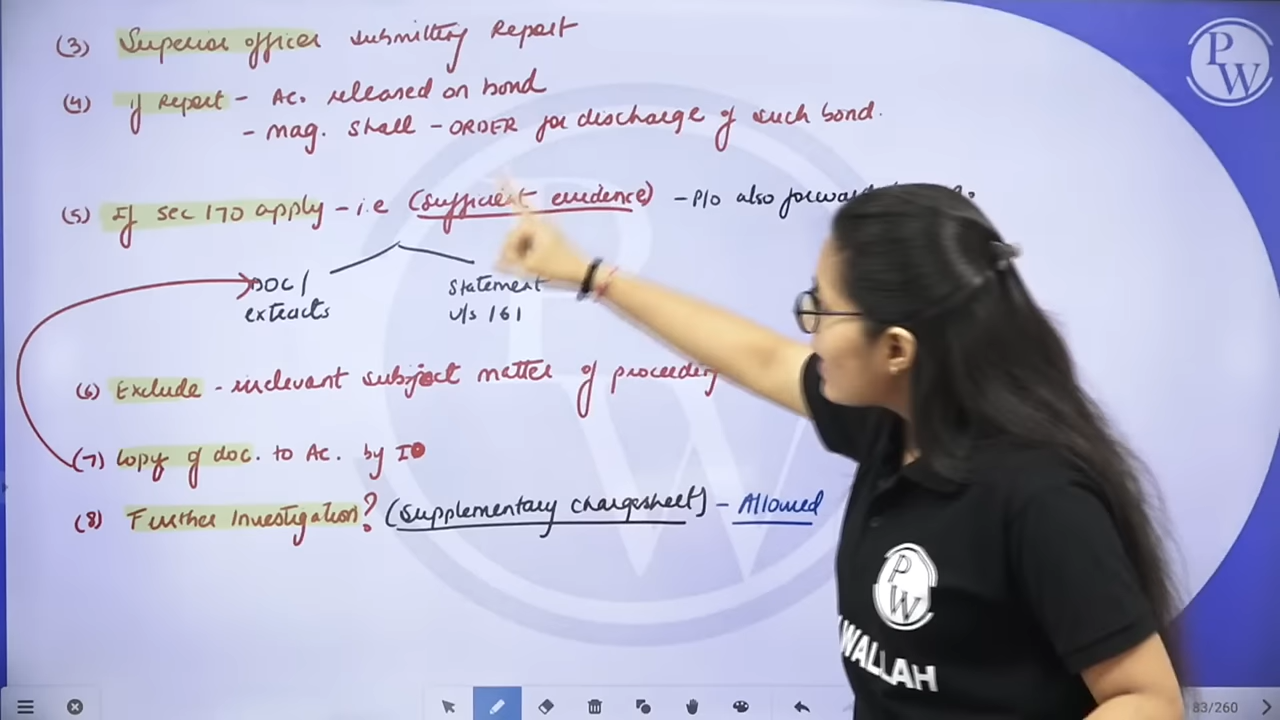 (3) Superior officer submitting Report
(4) if Report - Ac. released on bond
- mag. shall - ORDER for discharge of such bond.
(5) If sec 170 apply - i.e (sufficient evidence) - P/o also forward
DOC/ extracts
Statement u/s 161
(6) Exclude - irrelevant subject matter of proceeding
(7) Copy of doc. to Ac. by IO
(8) Further Investigation? (Supplementary chargesheet) - Allowed
PW
PW
WALLAH
83/260